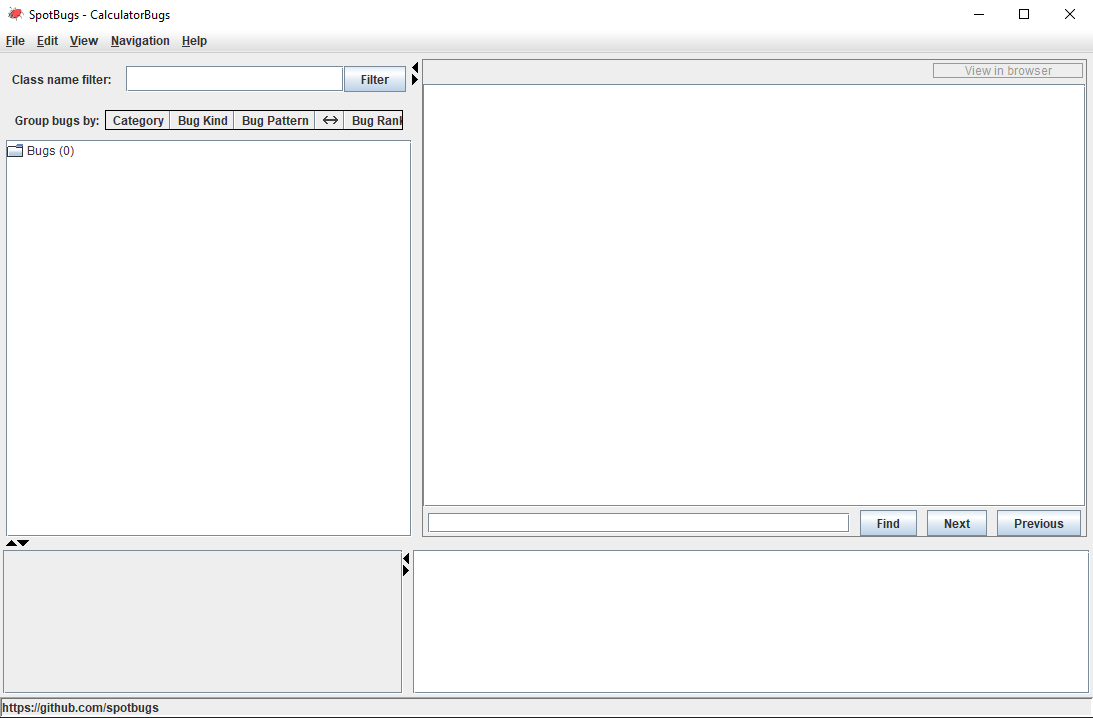 SpotBugs - CalculatorBugs
File Edit View Navigation Help
Class name filter: Filter
View in browser
Group bugs by: Category Bug Kind Bug Pattern ↔ Bug Rank
Bugs (0)
Find Next Previous
https://github.com/spotbugs